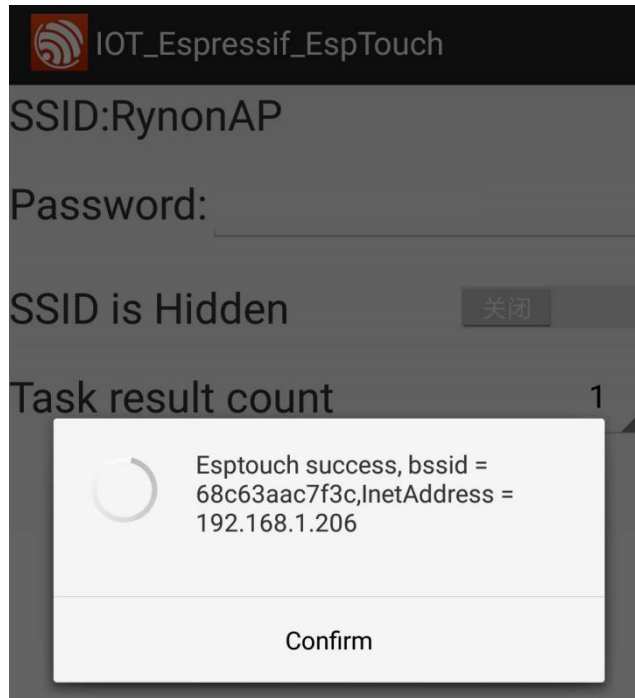 IOT_Espressif_EspTouch
SSID:RynonAP
Password:
SSID is Hidden
关闭
Task result count
1
Esptouch success, bssid =
68c63aac7f3c,InetAddress =
192.168.1.206
Confirm